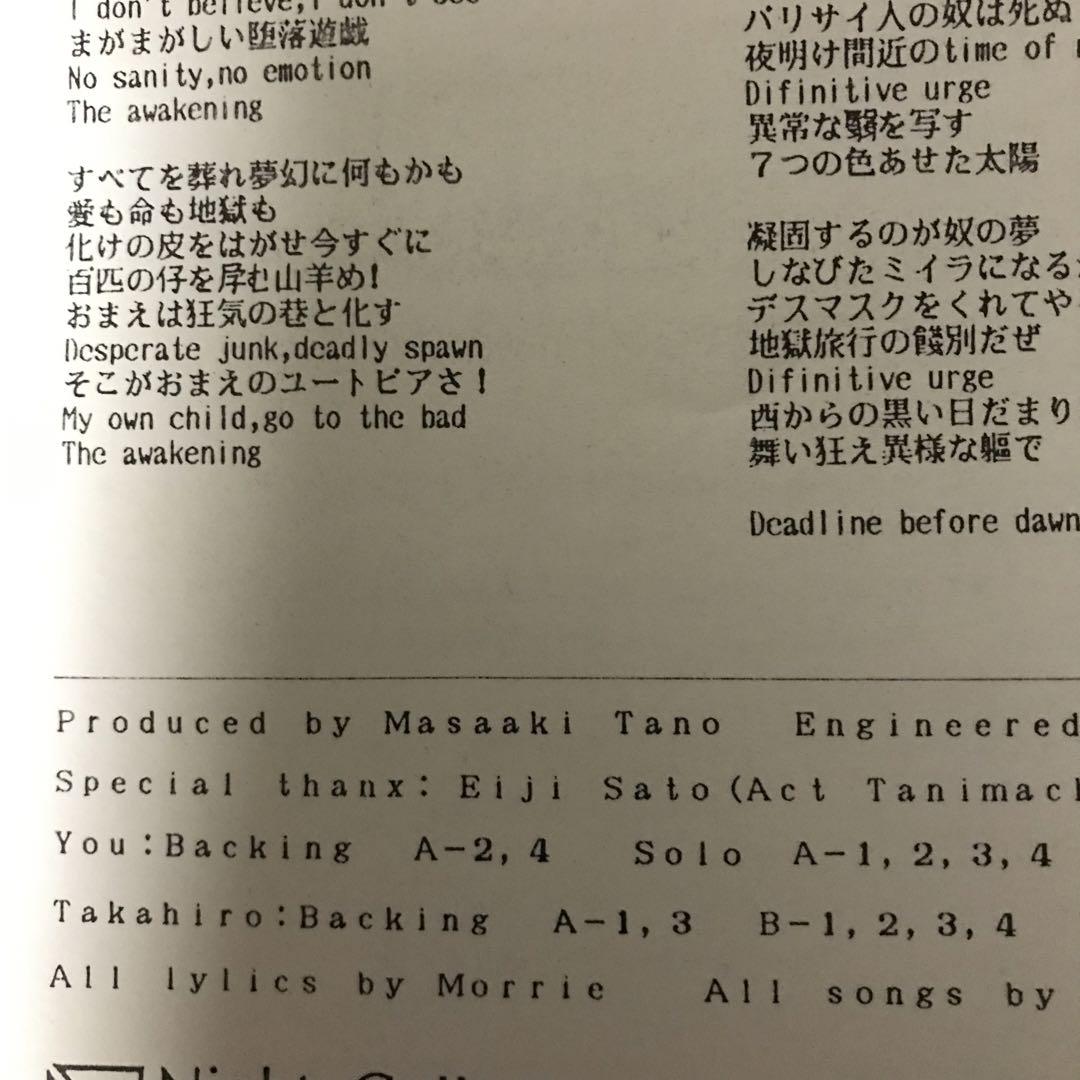 I don't believe, I don't see
まがまがしい堕落遊戯
No sanity,no emotion
The awakening
すべてを葬れ夢幻に何もかも
愛も命も地獄も
化けの皮をはがせ今すぐに
百匹の仔を孕む山羊め!
おまえは狂気の巷と化す
Desperate junk,deadly spawn
そこがおまえのユートピアさ!
My own child,go to the bad
The awakening
パリサイ人の奴は死ぬ
夜明け間近のtime of
Difinitive urge
異常な翳を写す
7つの色あせた太陽
凝固するのが奴の夢
しなびたミイラになる
デスマスクをくれてや
地獄旅行の餞別だぜ
Difinitive urge
西からの黒い日だまり
舞い狂え異様な軀で
Deadline before dawn
Produced by Masaaki Tano Engineered
Special thanx: Eiji Sato(Act Tanimach
You:Backing A-2, 4 Solo A-1, 2, 3, 4
Takahiro:Backing A-1, 3 B-1, 2, 3, 4
All lylics by Morrie All songs by